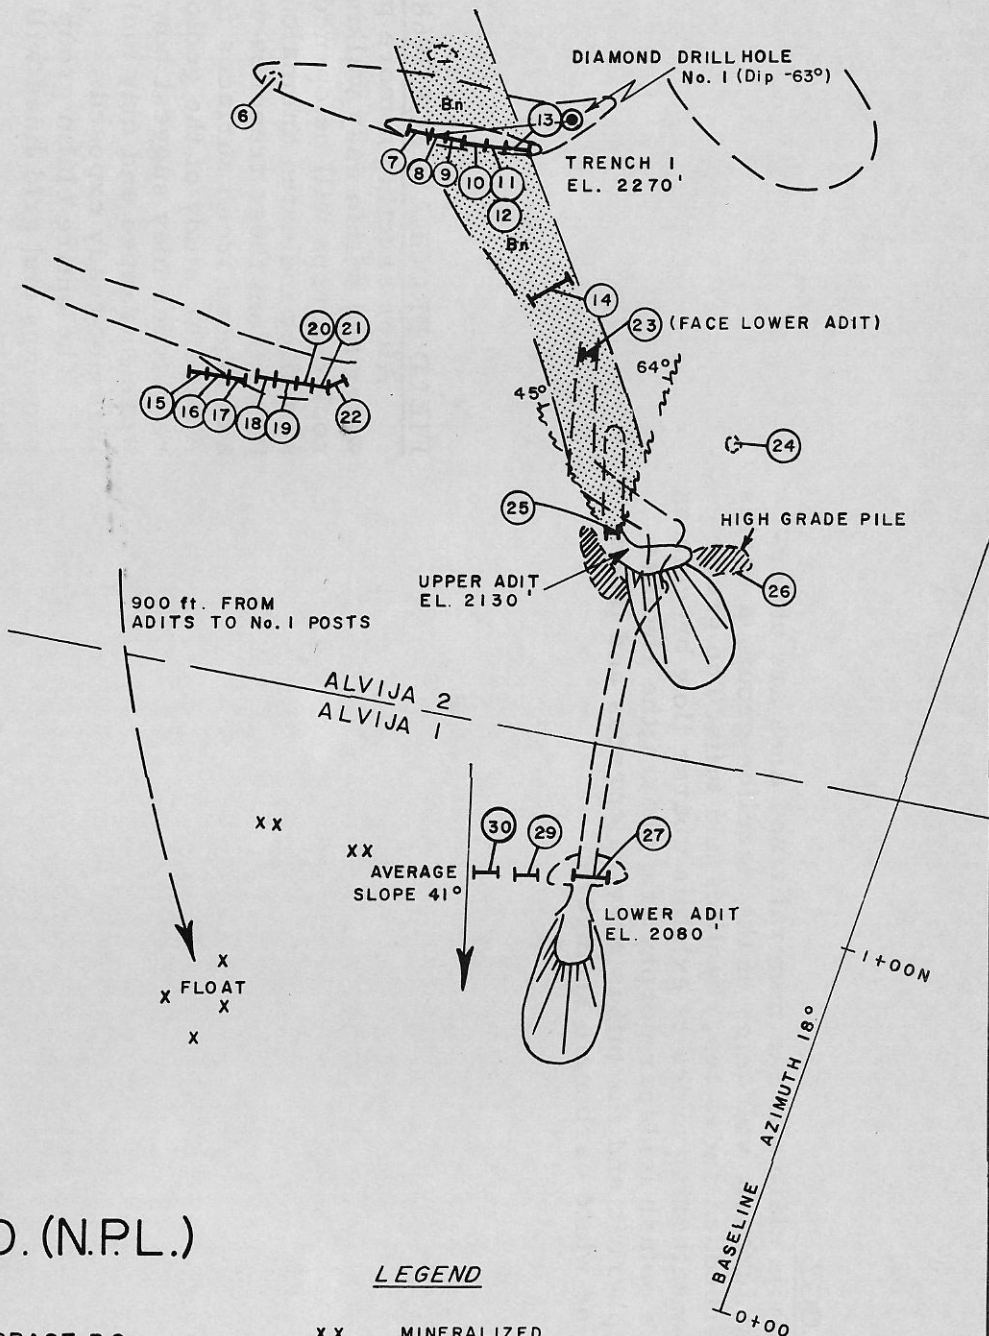 DIAMOND DRILL HOLE
No. 1 (Dip -63°)
6
Bn
13
7
8
9
10
11
12
TRENCH 1
EL. 2270'
Bn
14
23 (FACE LOWER ADIT)
20
21
64°
45°
15
16
17
18
19
22
24
25
HIGH GRADE PILE
26
UPPER ADIT
EL. 2130'
900 ft. FROM
ADITS TO No. 1 POSTS
ALVIJA 2
ALVIJA 1
X X
30
29
27
X X
AVERAGE
SLOPE 41°
LOWER ADIT
EL. 2080'
1+00N
X
FLOAT
X
X
X
BASELINE AZIMUTH 18°
0+00
D. (N.P.L.)
LEGEND
X X MINERALIZED